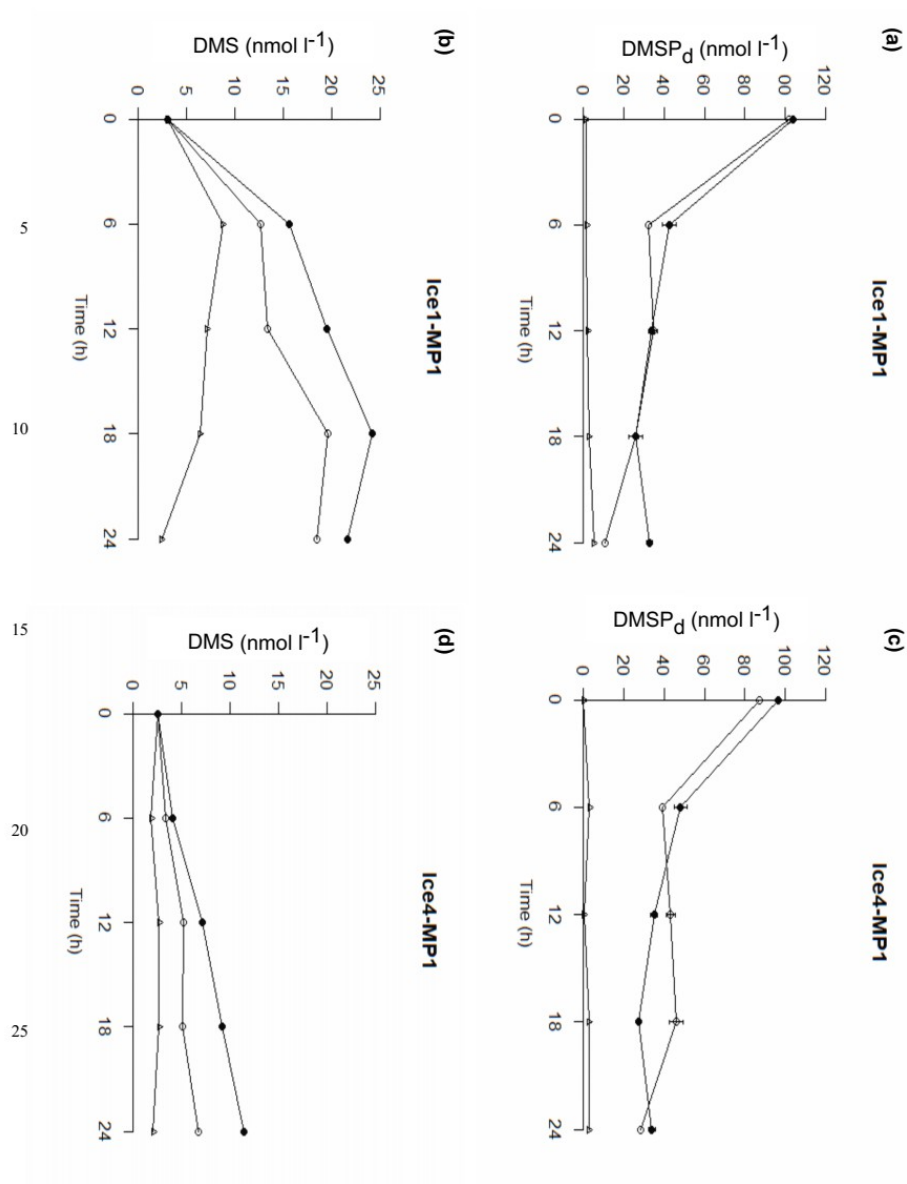 (a)
Ice1-MP1
DMSPd (nmol l-1)
0 20 40 60 80 00 120
0 6 12 18 24
Time (h)
(b)
Ice1-MP1
DMS (nmol l-1)
0 5 10 15 20 25
0 6 12 18 24
Time (h)
(c)
Ice4-MP1
DMSPd (nmol l-1)
0 20 40 60 80 100 120
0 6 12 18 24
Time (h)
(d)
Ice4-MP1
DMS (nmol l-1)
0 5 10 15 20 25
0 6 12 18 24
Time (h)
5
10
15
20
25